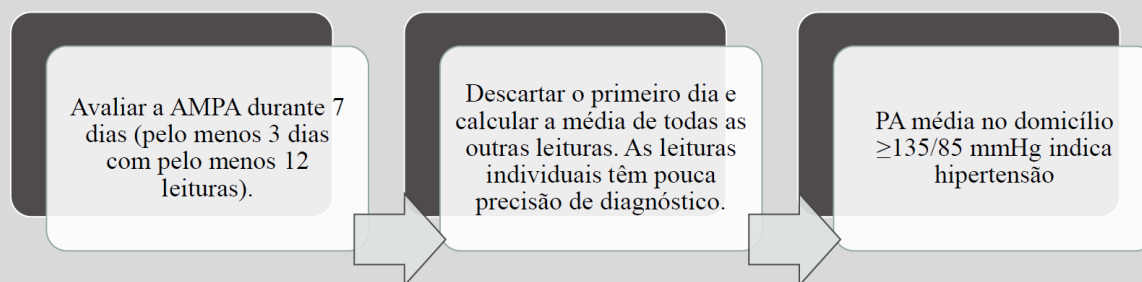 Avaliar a AMPA durante 7
dias (pelo menos 3 dias
com pelo menos 12
leituras).
Descartar o primeiro dia e
calcular a média de todas as
outras leituras. As leituras
individuais têm pouca
precisão de diagnóstico.
PA média no domicílio
≥135/85 mmHg indica
hipertensão